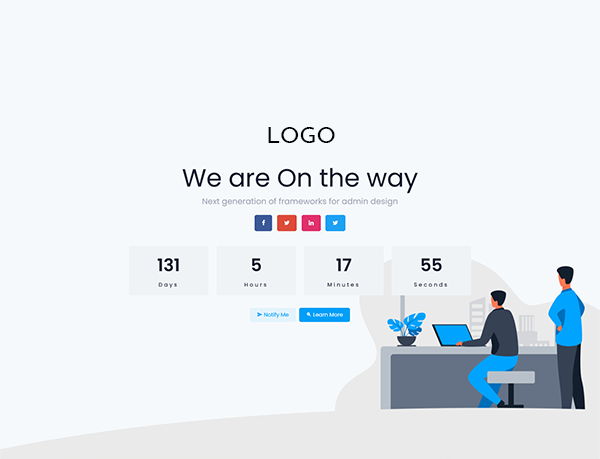 LOGO
We are On the way
Next generation of frameworks for admin design
131 5 17 55
Days Hours Minutes Seconds
Notify Me Learn More